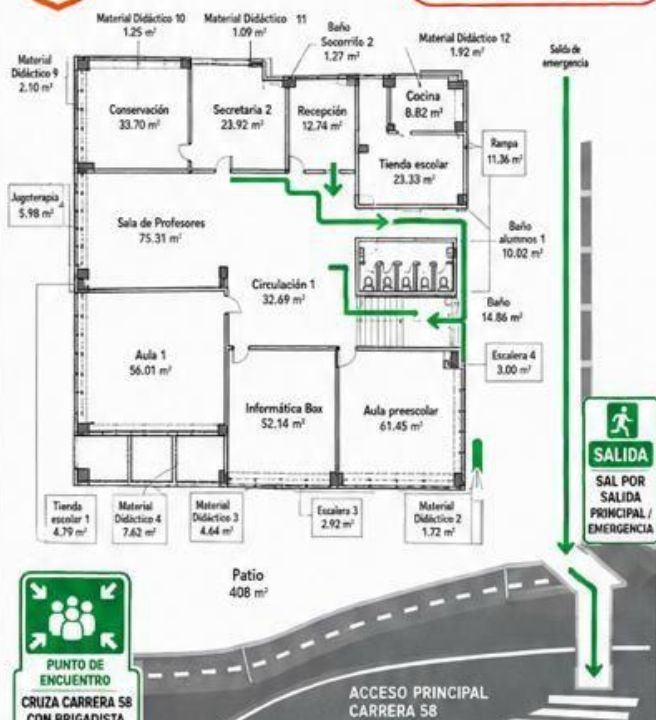 Material Didáctico 10
1.25 m²
Material Didáctico 11
1.09 m²
Baño
Socorrito 2
1.27 m²
Material Didáctico 12
1.92 m²
Salida de
emergencia
Material
Didáctico 9
2.10 m²
Conservación
33.70 m²
Secretaria 2
23.92 m²
Recepción
12.74 m²
Cocina
8.82 m²
Tienda escolar
23.33 m²
Rampa
11.36 m²
Jugoterapia
5.98 m²
Sala de Profesores
75.31 m²
Baño
alumnos 1
10.02 m²
Circulación 1
32.69 m²
Baño
14.86 m²
Aula 1
56.01 m²
Escalera 4
3.00 m²
Informática Box
52.14 m²
Aula preescolar
61.45 m²
SALIDA
SAL POR
SALIDA
PRINCIPAL /
EMERGENCIA
Tienda
escolar 1
4.79 m²
Material
Didáctico 4
7.62 m²
Material
Didáctico 3
4.64 m²
Escalera 3
2.92 m²
Material
Didáctico 2
1.72 m²
Patio
408 m²
PUNTO DE
ENCUENTRO
CRUZA CARRERA 58
CON BRIGADISTA
ACCESO PRINCIPAL
CARRERA 58